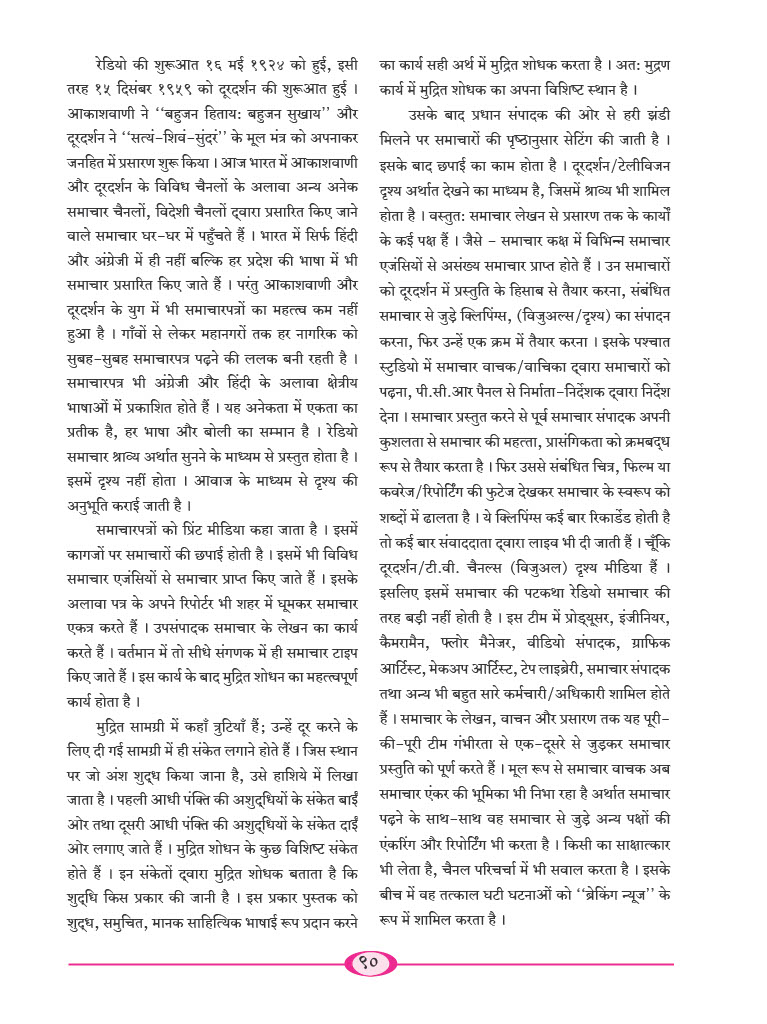 रेडियो की शुरूआत १६ मई १९२४ को हुई, इसी
तरह १५ दिसंबर १९५९ को दूरदर्शन की शुरूआत हुई ।
आकाशवाणी ने ‘‘बहुजन हिताय: बहुजन सुखाय’’ और
दूरदर्शन ने ‘‘सत्यं-शिवं-सुंदरं’’ के मूल मंत्र को अपनाकर
जनहित में प्रसारण शुरू किया । आज भारत में आकाशवाणी
और दूरदर्शन के विविध चैनलों के अलावा अन्य अनेक
समाचार चैनलों, विदेशी चैनलों द्वारा प्रसारित किए जाने
वाले समाचार घर-घर में पहुँचते हैं । भारत में सिर्फ हिंदी
और अंग्रेजी में ही नहीं बल्कि हर प्रदेश की भाषा में भी
समाचार प्रसारित किए जाते हैं । परंतु आकाशवाणी और
दूरदर्शन के युग में भी समाचारपत्रों का महत्त्व कम नहीं
हुआ है । गाँवों से लेकर महानगरों तक हर नागरिक को
सुबह-सुबह समाचारपत्र पढ़ने की ललक बनी रहती है ।
समाचारपत्र भी अंग्रेजी और हिंदी के अलावा क्षेत्रीय
भाषाओं में प्रकाशित होते हैं । यह अनेकता में एकता का
प्रतीक है, हर भाषा और बोली का सम्मान है । रेडियो
समाचार श्राव्य अर्थात सुनने के माध्यम से प्रस्तुत होता है ।
इसमें दृश्य नहीं होता । आवाज के माध्यम से दृश्य की
अनुभूति कराई जाती है ।
समाचारपत्रों को प्रिंट मीडिया कहा जाता है । इसमें
कागजों पर समाचारों की छपाई होती है । इसमें भी विविध
समाचार एजंसियों से समाचार प्राप्त किए जाते हैं । इसके
अलावा पत्र के अपने रिपोर्टर भी शहर में घूमकर समाचार
एकत्र करते हैं । उपसंपादक समाचार के लेखन का कार्य
करते हैं । वर्तमान में तो सीधे संगणक में ही समाचार टाइप
किए जाते हैं । इस कार्य के बाद मुद्रित शोधन का महत्त्वपूर्ण
कार्य होता है ।
मुद्रित सामग्री में कहाँ त्रुटियाँ हैं; उन्हें दूर करने के
लिए दी गई सामग्री में ही संकेत लगाने होते हैं । जिस स्थान
पर जो अंश शुद्ध किया जाना है, उसे हाशिये में लिखा
जाता है । पहली आधी पंक्ति की अशुद्धियों के संकेत बाईं
ओर तथा दूसरी आधी पंक्ति की अशुद्धियों के संकेत दाईं
ओर लगाए जाते हैं । मुद्रित शोधन के कुछ विशिष्ट संकेत
होते हैं । इन संकेतों द्वारा मुद्रित शोधक बताता है कि
शुद्धि किस प्रकार की जानी है । इस प्रकार पुस्तक को
शुद्ध, समुचित, मानक साहित्यिक भाषाई रूप प्रदान करने
का कार्य सही अर्थ में मुद्रित शोधक करता है । अत: मुद्रण
कार्य में मुद्रित शोधक का अपना विशिष्ट स्थान है ।
उसके बाद प्रधान संपादक की ओर से हरी झंडी
मिलने पर समाचारों की पृष्ठानुसार सेटिंग की जाती है ।
इसके बाद छपाई का काम होता है । दूरदर्शन/टेलीविजन
दृश्य अर्थात देखने का माध्यम है, जिसमें श्राव्य भी शामिल
होता है । वस्तुत: समाचार लेखन से प्रसारण तक के कार्यों
के कई पक्ष हैं । जैसे - समाचार कक्ष में विभिन्न समाचार
एजंसियों से असंख्य समाचार प्राप्त होते हैं । उन समाचारों
को दूरदर्शन में प्रस्तुति के हिसाब से तैयार करना, संबंधित
समाचार से जुड़े क्लिपिंग्स, (विजुअल्स/दृश्य) का संपादन
करना, फिर उन्हें एक क्रम में तैयार करना । इसके पश्चात
स्टुडियो में समाचार वाचक/वाचिका द्वारा समाचारों को
पढ़ना, पी.सी.आर पैनल से निर्माता-निर्देशक द्वारा निर्देश
देना । समाचार प्रस्तुत करने से पूर्व समाचार संपादक अपनी
कुशलता से समाचार की महत्ता, प्रासंगिकता को क्रमबद्ध
रूप से तैयार करता है । फिर उससे संबंधित चित्र, फिल्म या
कवरेज/रिपोर्टिंग की फुटेज देखकर समाचार के स्वरूप को
शब्दों में ढालता है । ये क्लिपिंग्स कई बार रिकार्डेड होती है
तो कई बार संवाददाता द्वारा लाइव भी दी जाती हैं । चूँकि
दूरदर्शन/टी.वी. चैनल्स (विजुअल) दृश्य मीडिया हैं ।
इसलिए इसमें समाचार की पटकथा रेडियो समाचार की
तरह बड़ी नहीं होती है । इस टीम में प्रोड्यूसर, इंजीनियर,
कैमरामैन, फ्लोर मैनेजर, वीडियो संपादक, ग्राफिक
आर्टिस्ट, मेकअप आर्टिस्ट, टेप लाइब्रेरी, समाचार संपादक
तथा अन्य भी बहुत सारे कर्मचारी/अधिकारी शामिल होते
हैं । समाचार के लेखन, वाचन और प्रसारण तक यह पूरी-
की-पूरी टीम गंभीरता से एक-दूसरे से जुड़कर समाचार
प्रस्तुति को पूर्ण करते हैं । मूल रूप से समाचार वाचक अब
समाचार एंकर की भूमिका भी निभा रहा है अर्थात समाचार
पढ़ने के साथ-साथ वह समाचार से जुड़े अन्य पक्षों की
एंकरिंग और रिपोर्टिंग भी करता है । किसी का साक्षात्कार
भी लेता है, चैनल परिचर्चा में भी सवाल करता है । इसके
बीच में वह तत्काल घटी घटनाओं को ‘‘ब्रेकिंग न्यूज’’ के
रूप में शामिल करता है ।
९०